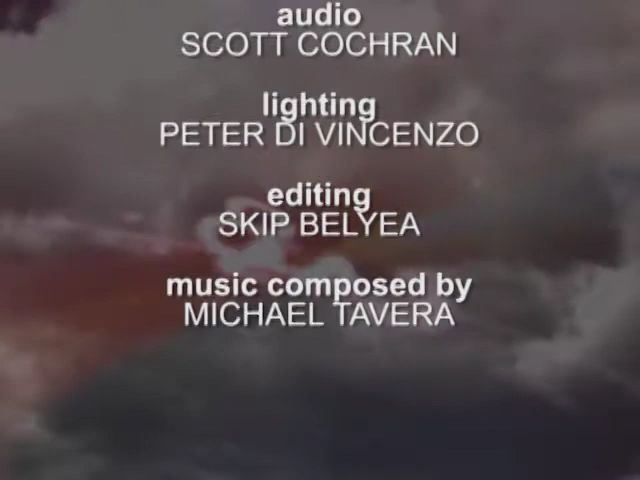 audio
SCOTT COCHRAN
lighting
PETER DI VINCENZO
editing
SKIP BELYEA
music composed by
MICHAEL TAVERA